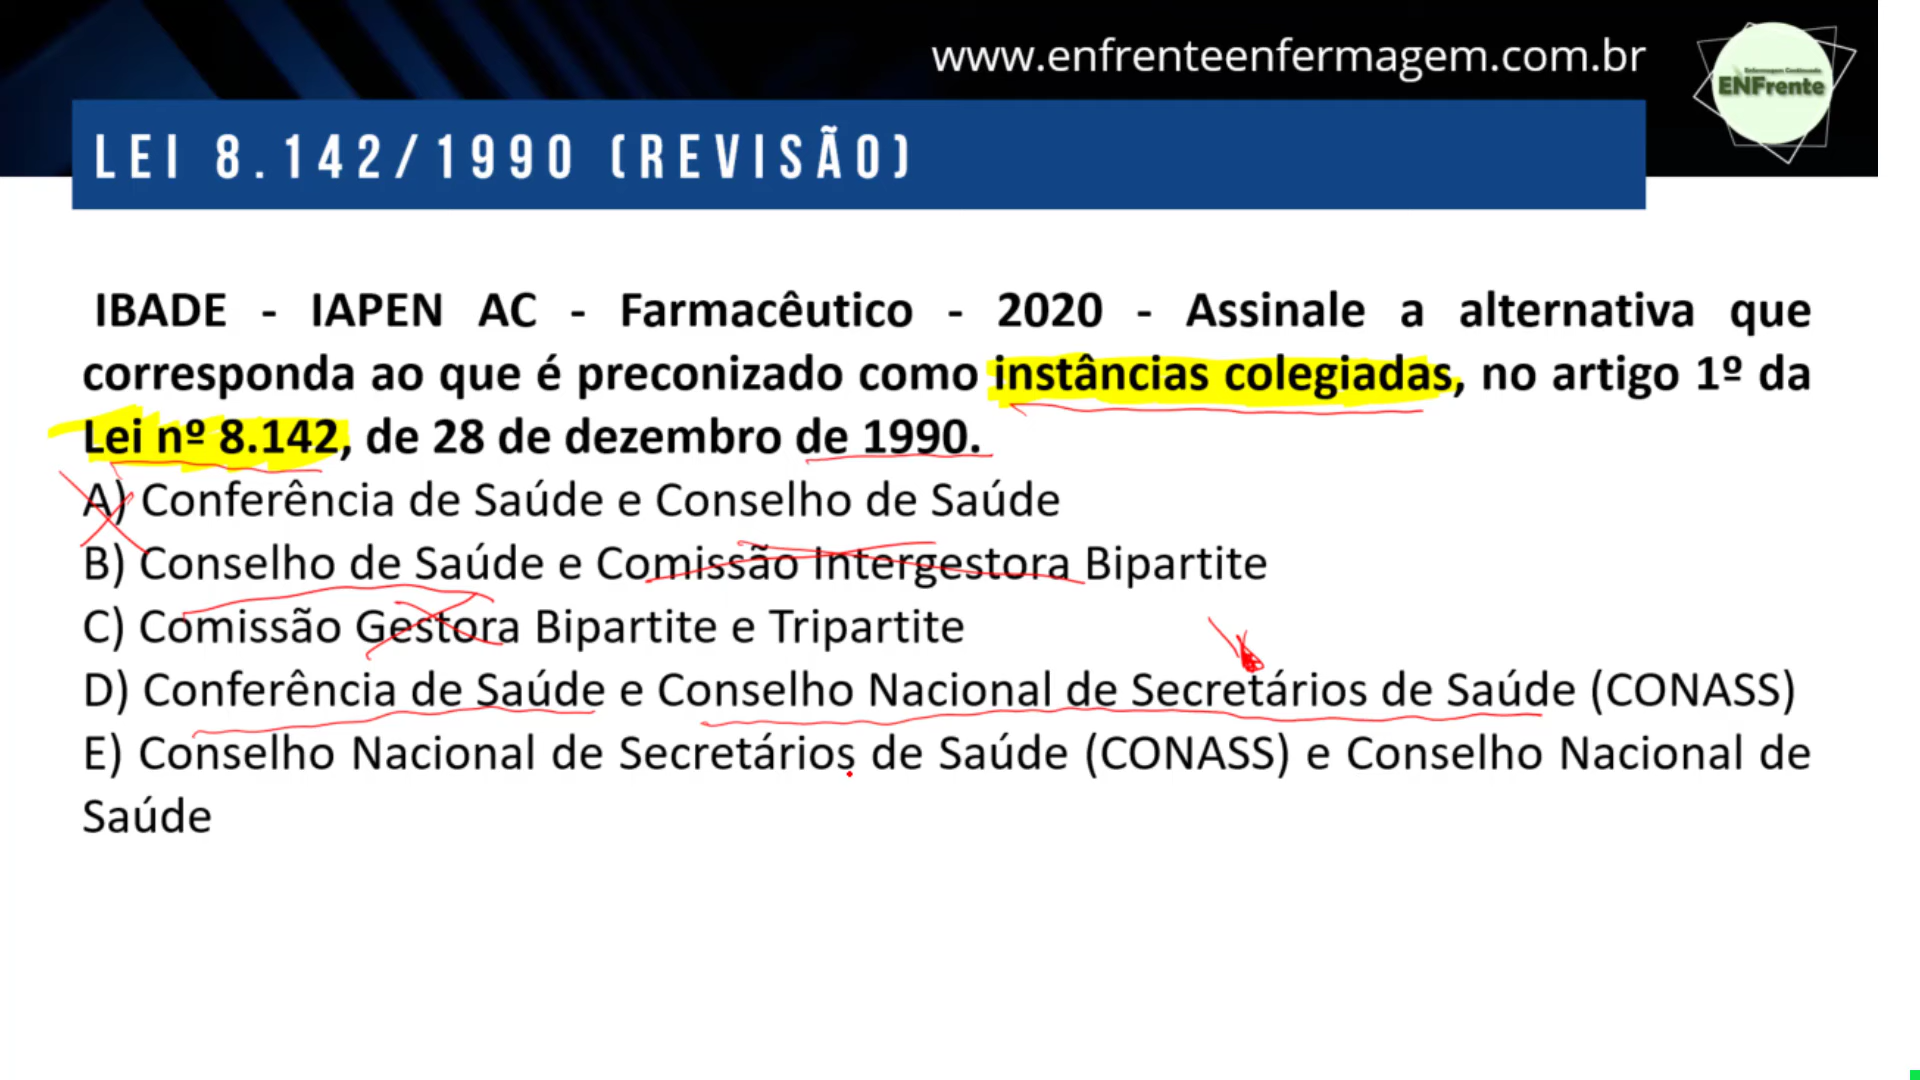 www.enfrenteenfermagem.com.br
Enfermagem Continuada
ENFrente
LEI 8.142/1990 (REVISÃO)
IBADE - IAPEN AC - Farmacêutico - 2020 - Assinale a alternativa que
corresponda ao que é preconizado como instâncias colegiadas, no artigo 1º da
Lei nº 8.142, de 28 de dezembro de 1990.
A) Conferência de Saúde e Conselho de Saúde
B) Conselho de Saúde e Comissão Intergestora Bipartite
C) Comissão Gestora Bipartite e Tripartite
D) Conferência de Saúde e Conselho Nacional de Secretários de Saúde (CONASS)
E) Conselho Nacional de Secretários de Saúde (CONASS) e Conselho Nacional de
Saúde